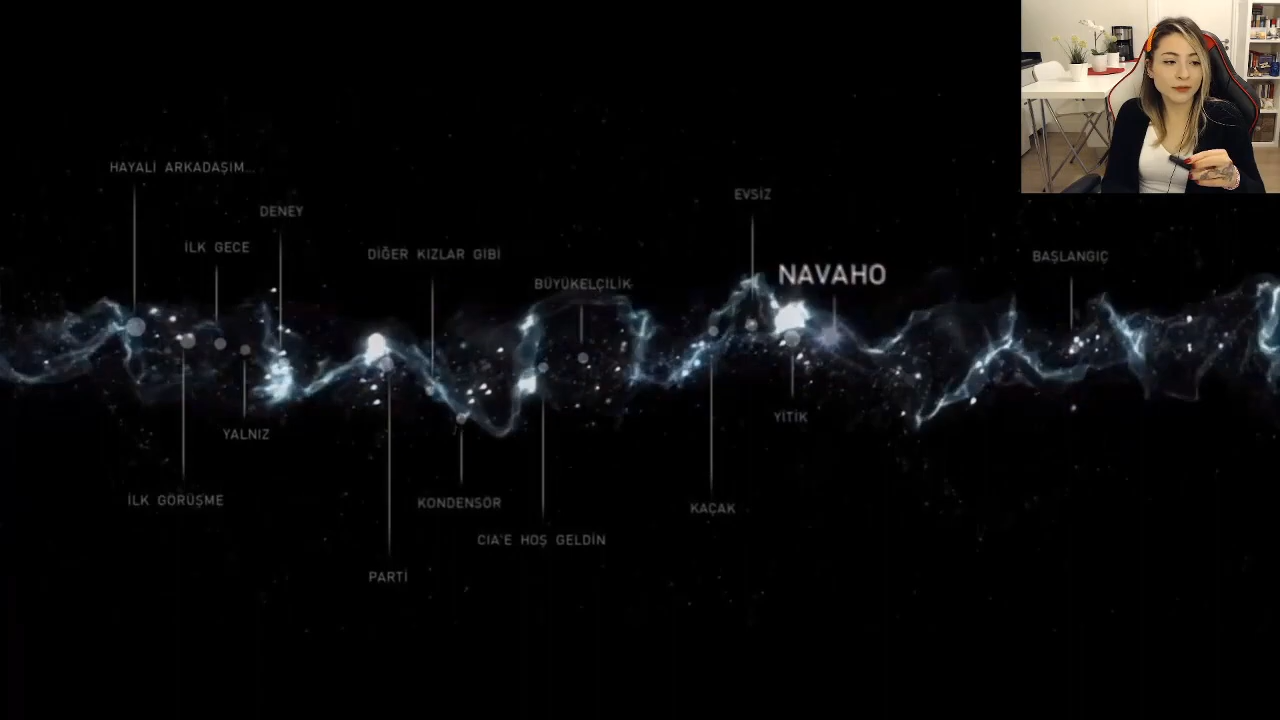 HAYALİ ARKADAŞIM...
EVSİZ
DENEY
İLK GECE
DİĞER KIZLAR GİBİ
BAŞLANGIÇ
NAVAHO
BÜYÜKELÇİLİK
YİTİK
YALNIZ
İLK GÖRÜŞME
KONDENSÖR
KAÇAK
CIA'E HOŞ GELDİN
PARTİ